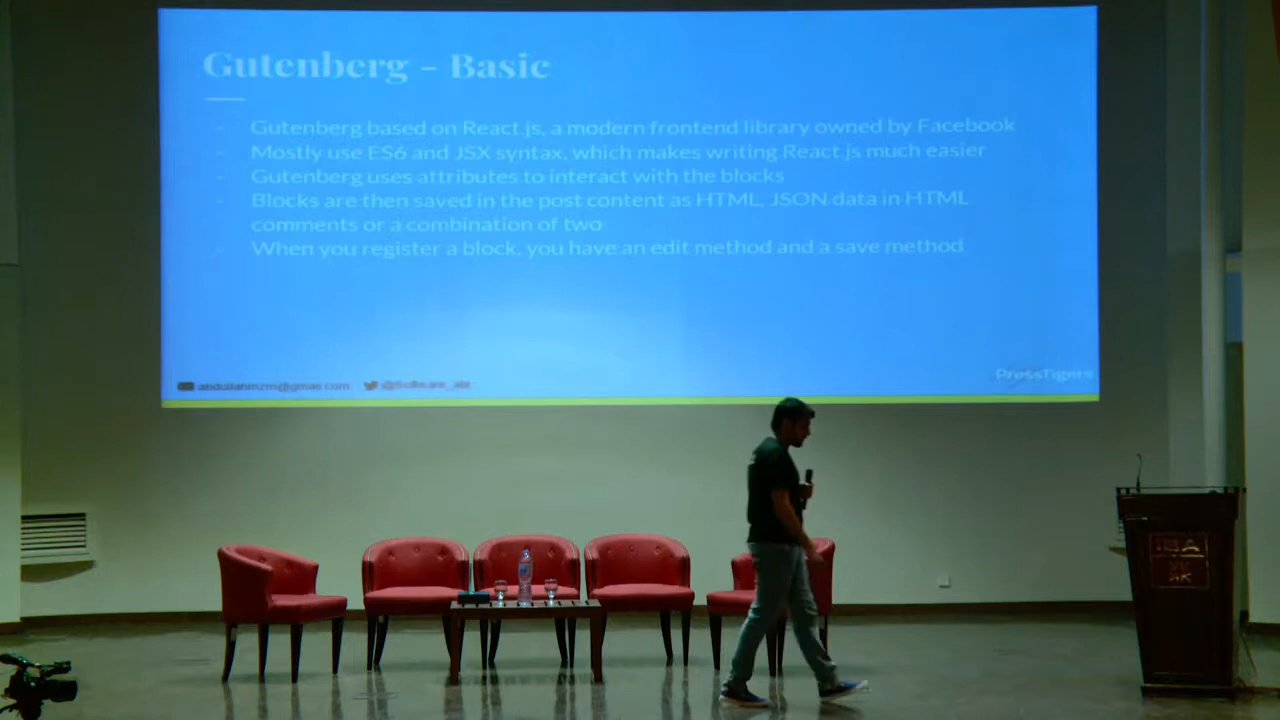 Gutenberg - Basic
- Gutenberg based on React.js, a modern frontend library owned by Facebook
- Mostly use ES6 and JSX syntax, which makes writing React.js much easier
- Gutenberg uses attributes to interact with the blocks
- Blocks are then saved in the post content as HTML, JSON data in HTML
comments or a combination of two
- When you register a block, you have an edit method and a save method
@Software_ale
PressTigers
IBA